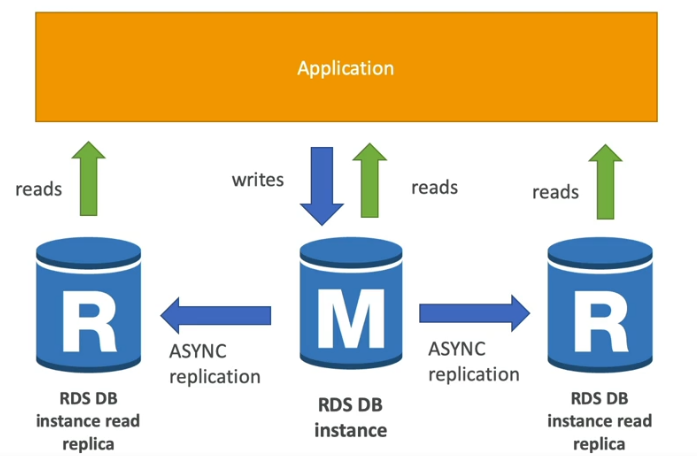 Application
reads
writes
reads
reads
R
M
R
ASYNC
replication
ASYNC
replication
RDS DB
instance read
replica
RDS DB
instance
RDS DB
instance read
replica